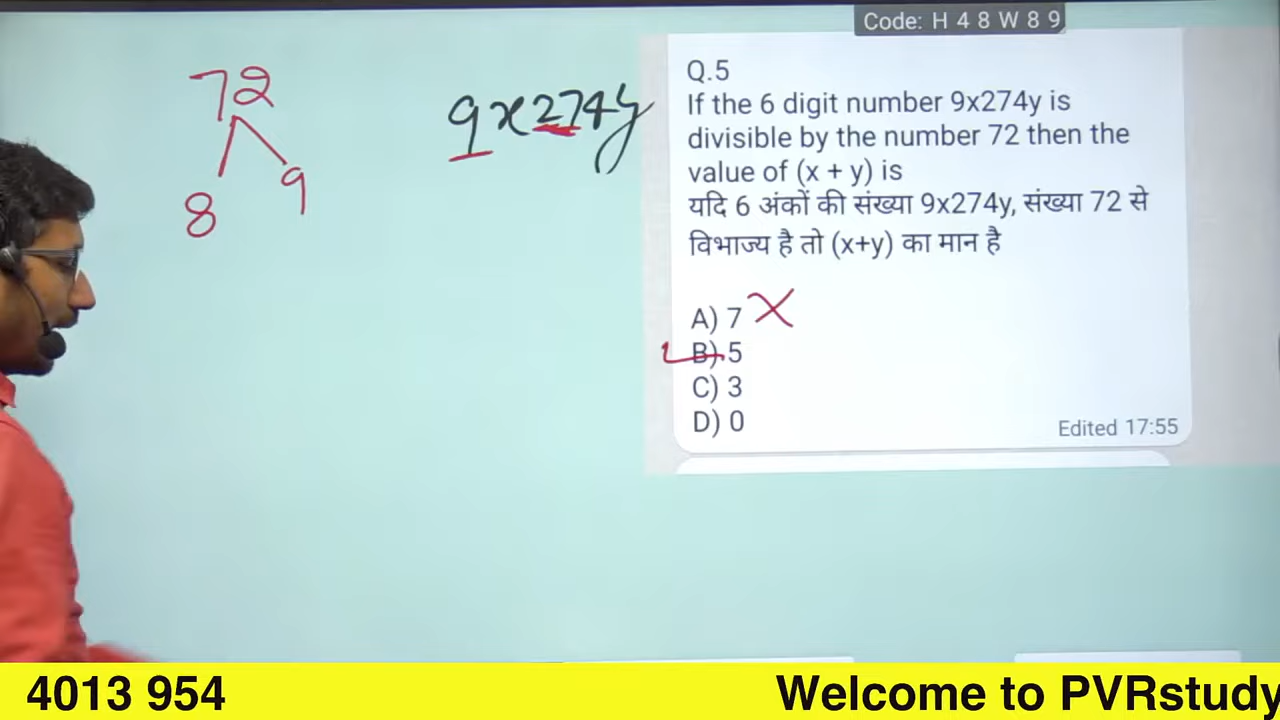 Code: H 4 8 W 8 9
72
8 9
9x274y
Q.5
If the 6 digit number 9x274y is
divisible by the number 72 then the
value of (x + y) is
यदि 6 अंकों की संख्या 9x274y, संख्या 72 से
विभाज्य है तो (x+y) का मान है
A) 7
B) 5
C) 3
D) 0
Edited 17:55
4013 954
Welcome to PVRstudy